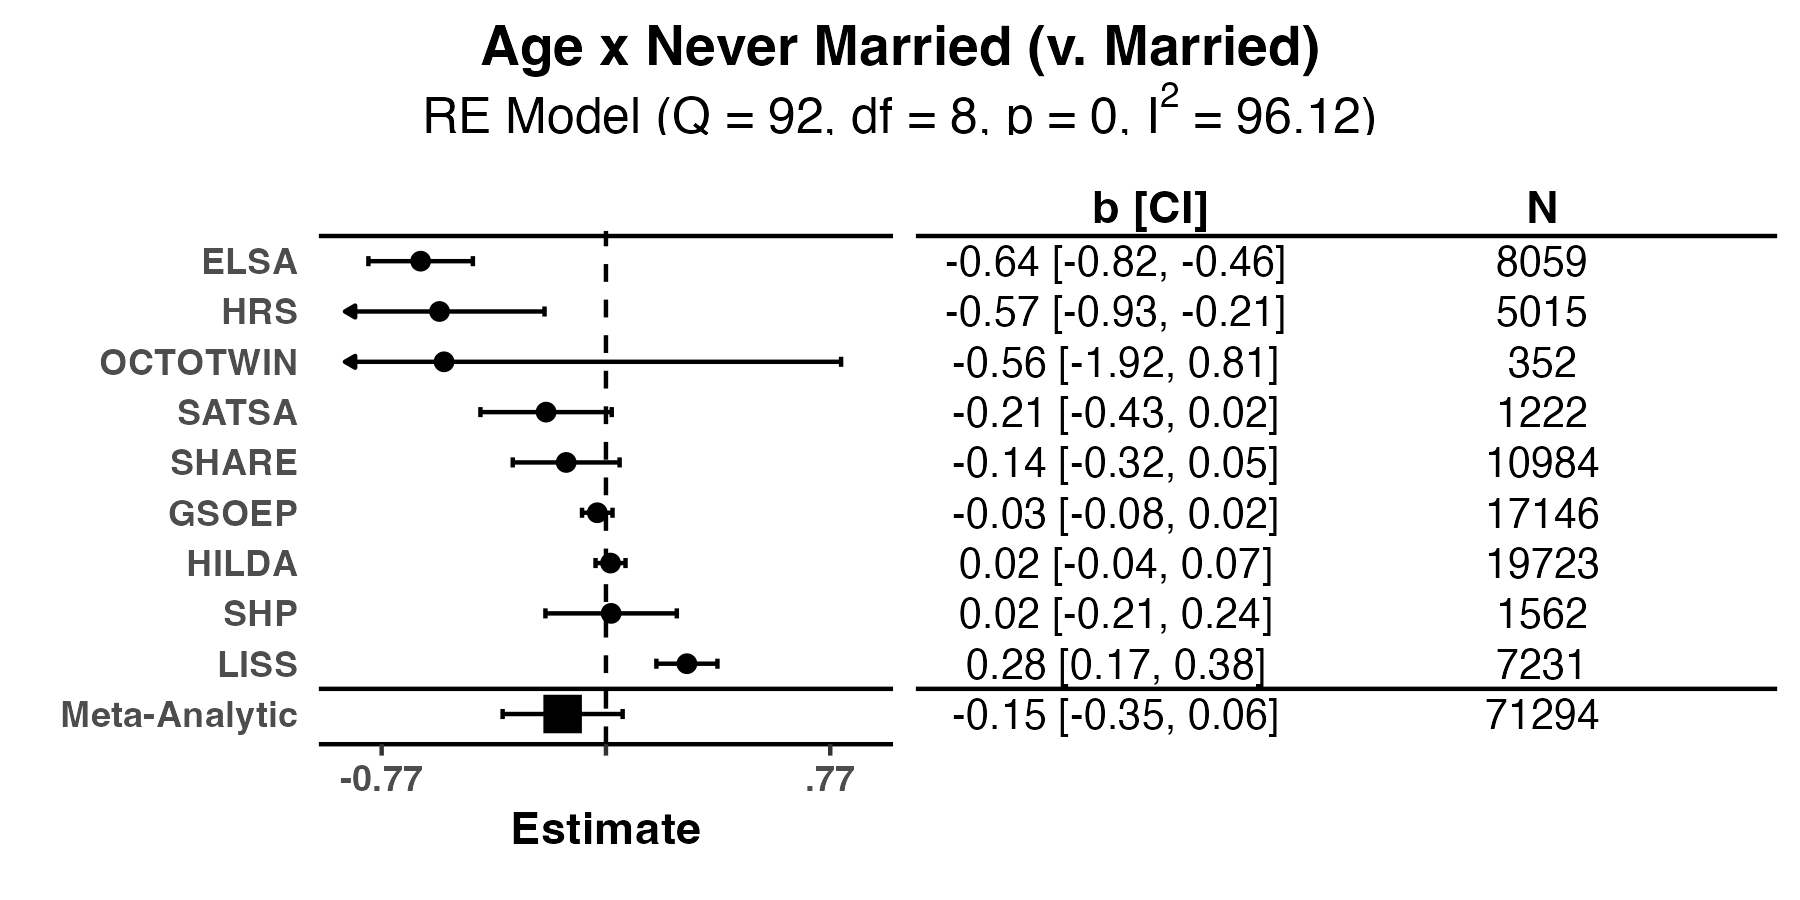 Age x Never Married (v. Married)
RE Model (Q = 92, df = 8, p = 0, I² = 96.12)
b [CI] N
ELSA -0.64 [-0.82, -0.46] 8059
HRS -0.57 [-0.93, -0.21] 5015
OCTOTWIN -0.56 [-1.92, 0.81] 352
SATSA -0.21 [-0.43, 0.02] 1222
SHARE -0.14 [-0.32, 0.05] 10984
GSOEP -0.03 [-0.08, 0.02] 17146
HILDA 0.02 [-0.04, 0.07] 19723
SHP 0.02 [-0.21, 0.24] 1562
LISS 0.28 [0.17, 0.38] 7231
Meta-Analytic -0.15 [-0.35, 0.06] 71294
-0.77 .77
Estimate